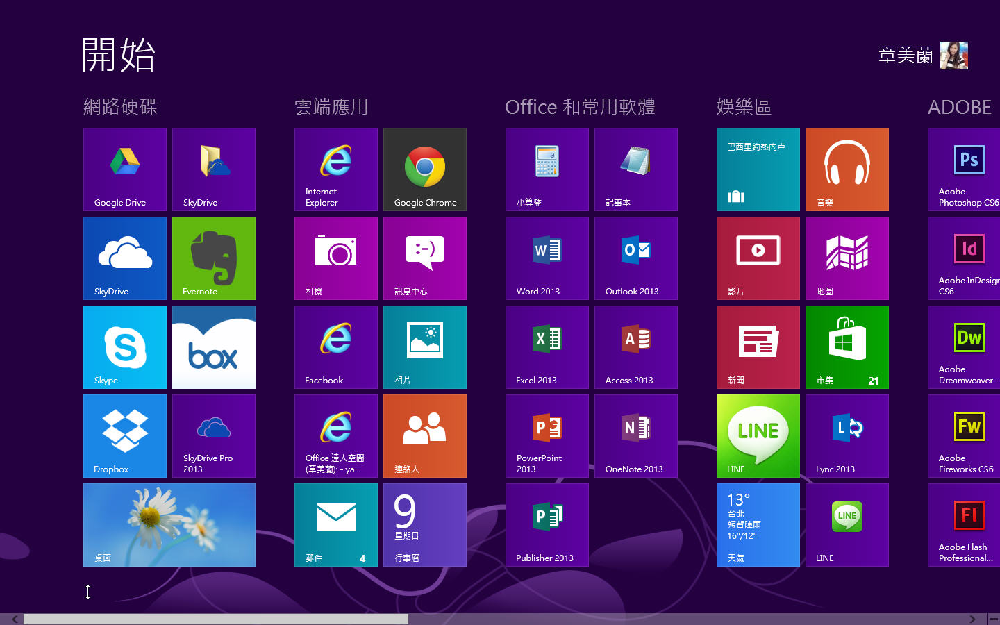 開始
章美蘭
網路硬碟
雲端應用
Office 和常用軟體
娛樂區
ADOBE
Google Drive
SkyDrive
Internet
Explorer
Google Chrome
小算盤
記事本
巴西里约热内卢
音樂
Ps
Adobe
Photoshop CS6
SkyDrive
Evernote
相機
:-)
訊息中心
W
Word 2013
O
Outlook 2013
影片
地圖
Id
Adobe InDesign
CS6
S
Skype
box
Facebook
相片
X
Excel 2013
A
Access 2013
新聞
市集
21
Dw
Adobe
Dreamweaver...
Dropbox
SkyDrive Pro
2013
Office 達人空間
(章美蘭): - ya...
連絡人
P
PowerPoint
2013
N
OneNote 2013
LINE
LINE
L
Lync 2013
Fw
Adobe
Fireworks CS6
桌面
郵件
4
9
星期日
行事曆
P
Publisher 2013
13°
台北
短暫陣雨
16°/12°
天氣
LINE
LINE
Fl
Adobe Flash
Professional...